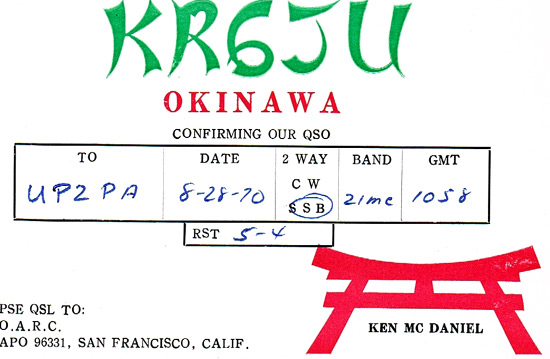 KR6JU
OKINAWA
CONFIRMING OUR QSO
TO DATE 2 WAY BAND GMT
UP2PA 8-28-70 CW SSB 21mc 1058
RST 5-4
PSE QSL TO:
O.A.R.C.
APO 96331, SAN FRANCISCO, CALIF.
KEN MC DANIEL